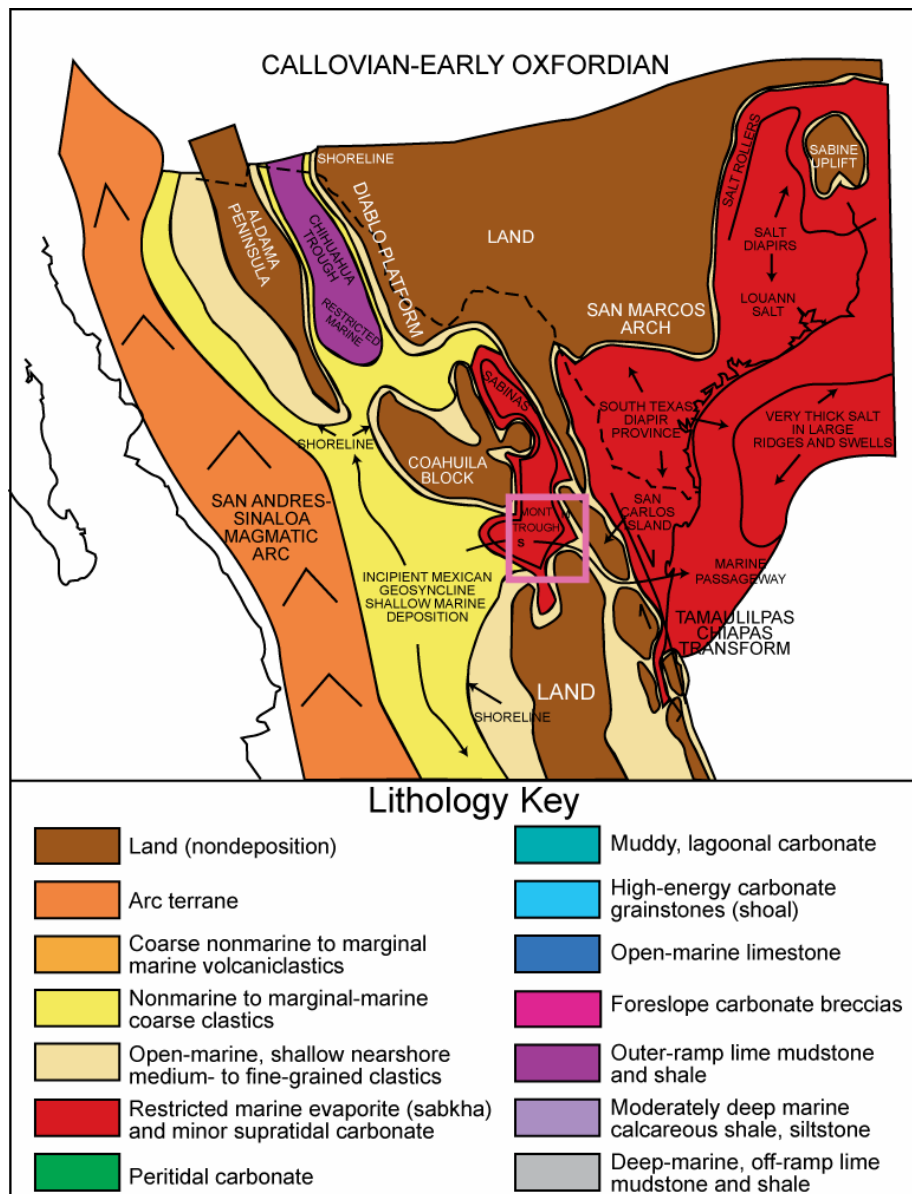 CALLOVIAN-EARLY OXFORDIAN
SHORELINE
ALDAMA
PENINSULA
CHIHUAHUA
TROUGH
RESTRICTED
MARINE
DIABLO PLATFORM
LAND
SALT ROLLERS
SABINE
UPLIFT
SALT
DIAPIRS
LOUANN
SALT
SAN MARCOS
ARCH
SABINAS
SHORELINE
COAHUILA
BLOCK
SOUTH TEXAS
DIAPIR
PROVINCE
VERY THICK SALT
IN LARGE
RIDGES AND SWELLS
SAN ANDRES-
SINALOA
MAGMATIC
ARC
MONT
TROUGH
S
M
SAN
CARLOS
ISLAND
MARINE
PASSAGEWAY
INCIPIENT MEXICAN
GEOSYNCLINE
SHALLOW MARINE
DEPOSITION
TAMAULILPAS
CHIAPAS
TRANSFORM
LAND
SHORELINE
Lithology Key
Land (nondeposition)
Arc terrane
Coarse nonmarine to marginal
marine volcaniclastics
Nonmarine to marginal-marine
coarse clastics
Open-marine, shallow nearshore
medium- to fine-grained clastics
Restricted marine evaporite (sabkha)
and minor supratidal carbonate
Peritidal carbonate
Muddy, lagoonal carbonate
High-energy carbonate
grainstones (shoal)
Open-marine limestone
Foreslope carbonate breccias
Outer-ramp lime mudstone
and shale
Moderately deep marine
calcareous shale, siltstone
Deep-marine, off-ramp lime
mudstone and shale